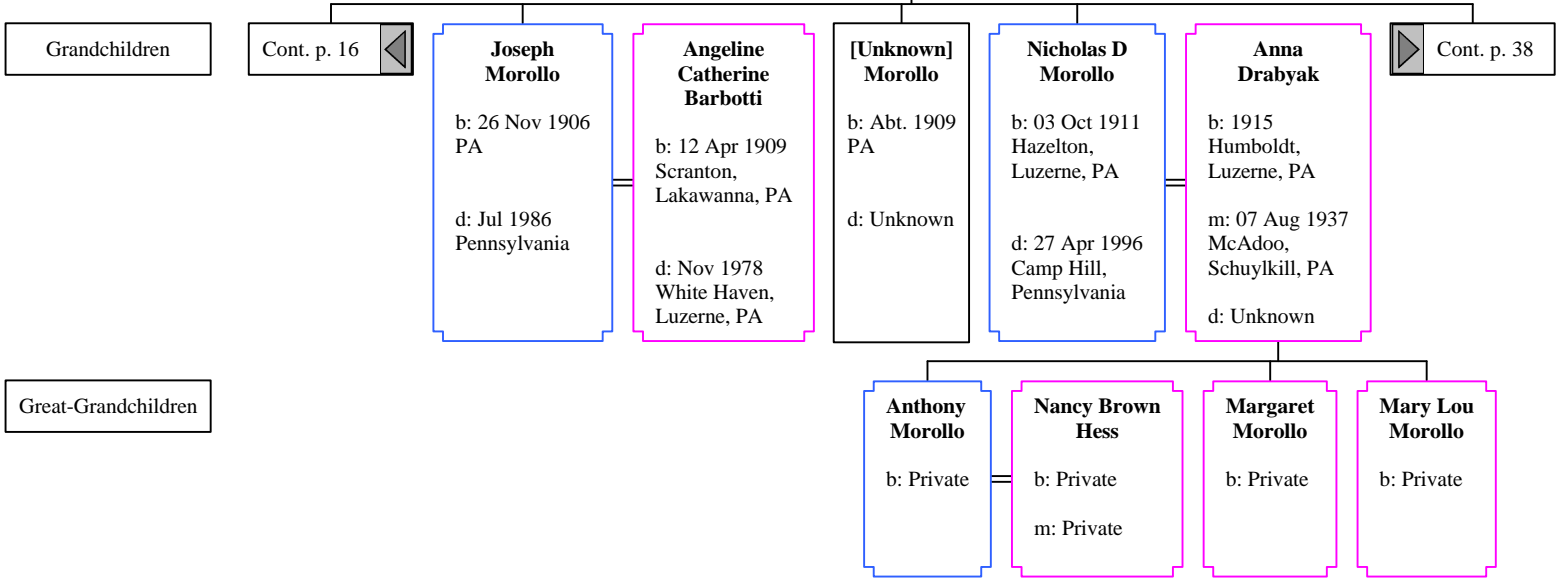 Grandchildren
Cont. p. 16
Joseph
Morollo
b: 26 Nov 1906
PA
d: Jul 1986
Pennsylvania
Angeline
Catherine
Barbotti
b: 12 Apr 1909
Scranton,
Lakawanna, PA
d: Nov 1978
White Haven,
Luzerne, PA
[Unknown]
Morollo
b: Abt. 1909
PA
d: Unknown
Nicholas D
Morollo
b: 03 Oct 1911
Hazelton,
Luzerne, PA
d: 27 Apr 1996
Camp Hill,
Pennsylvania
Anna
Drabyak
b: 1915
Humboldt,
Luzerne, PA
m: 07 Aug 1937
McAdoo,
Schuylkill, PA
d: Unknown
Cont. p. 38
Great-Grandchildren
Anthony
Morollo
b: Private
Nancy Brown
Hess
b: Private
m: Private
Margaret
Morollo
b: Private
Mary Lou
Morollo
b: Private